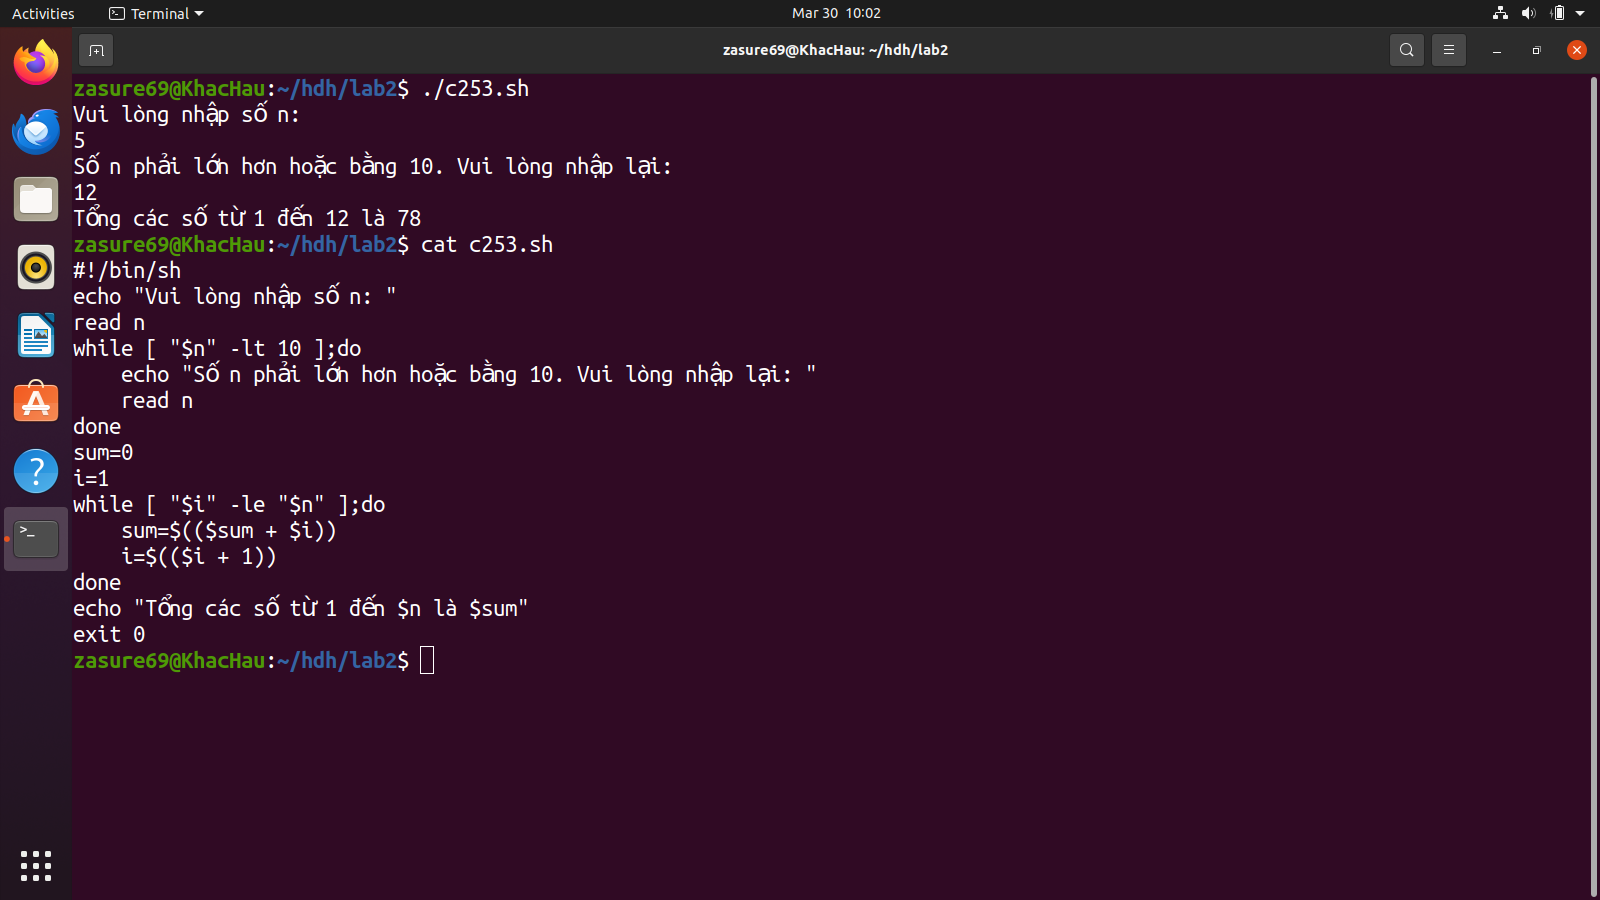 Activities
Terminal
Mar 30 10:02
zasure69@KhacHau: ~/hdh/lab2
zasure69@KhacHau:~/hdh/lab2$ ./c253.sh
Vui lòng nhập số n:
5
Số n phải lớn hơn hoặc bằng 10. Vui lòng nhập lại:
12
Tổng các số từ 1 đến 12 là 78
zasure69@KhacHau:~/hdh/lab2$ cat c253.sh
#!/bin/sh
echo "Vui lòng nhập số n: "
read n
while [ "$n" -lt 10 ];do
    echo "Số n phải lớn hơn hoặc bằng 10. Vui lòng nhập lại: "
    read n
done
sum=0
i=1
while [ "$i" -le "$n" ];do
    sum=$(($sum + $i))
    i=$(($i + 1))
done
echo "Tổng các số từ 1 đến $n là $sum"
exit 0
zasure69@KhacHau:~/hdh/lab2$